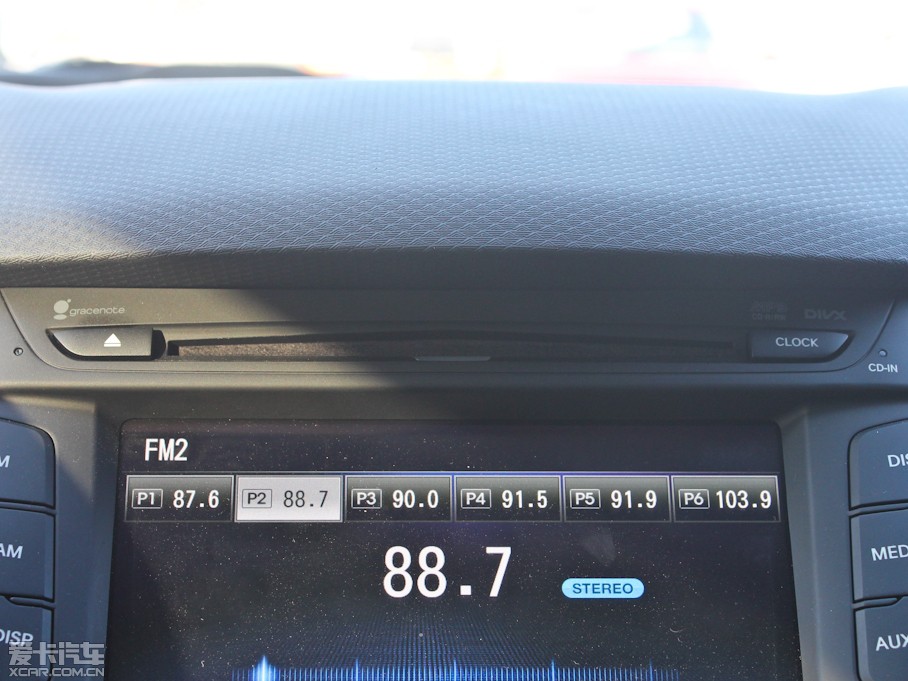 gracenote
DIVX
CLOCK
CD-IN
FM2
P1 87.6 P2 88.7 P3 90.0 P4 91.5 P5 91.9 P6 103.9
88.7
STEREO
M
DIS
AM
MED
DISP
AUX
爱卡汽车
XCAR.COM.CN